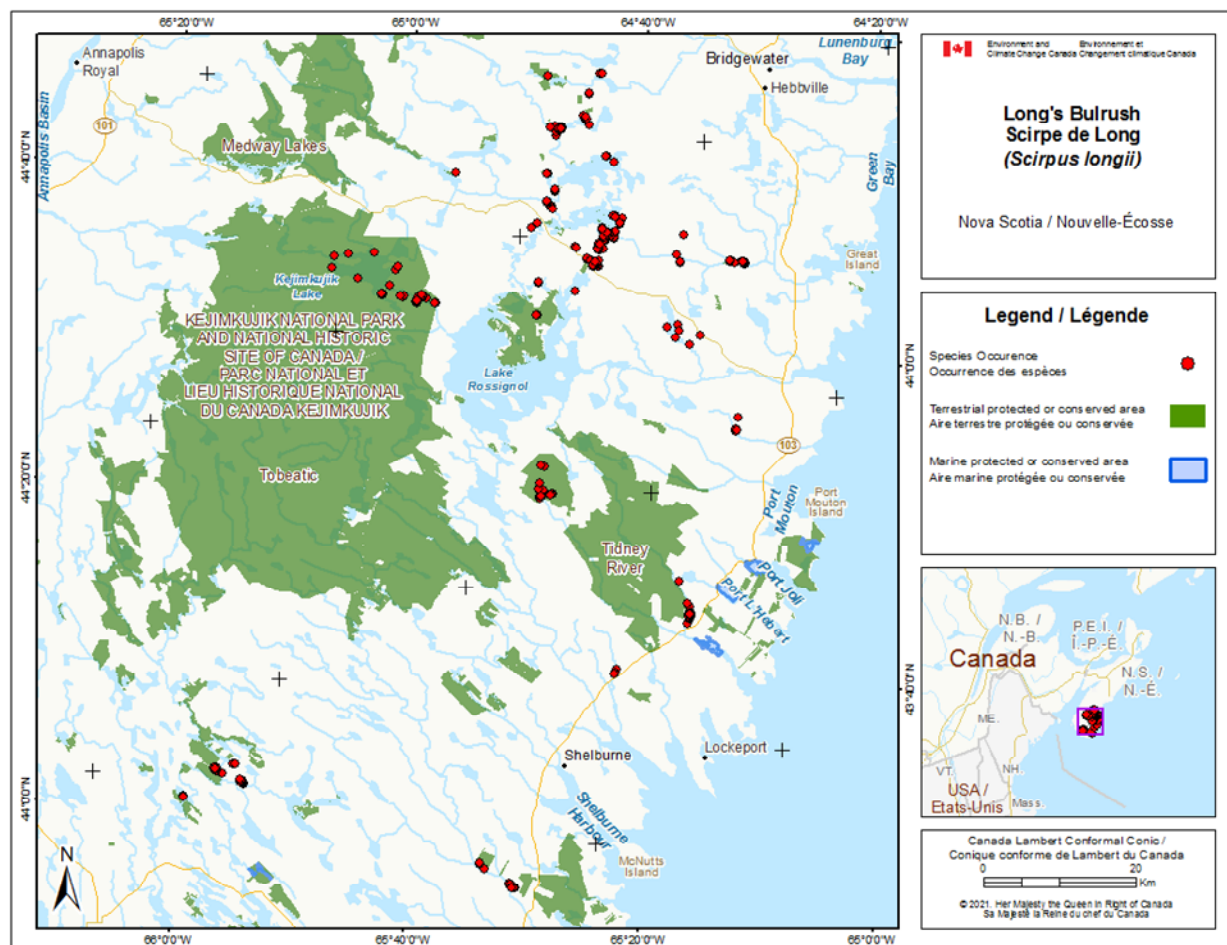 65°20'0"W
65°0'0"W
64°40'0"W
64°20'0"W
Annapolis
Royal
Annapolis Basin
101
Medway Lakes
Bridgewater
Hebbville
Lunenburg
Bay
Green
Bay
Great
Island
44°40'0"N
44°20'0"N
44°0'0"N
44°0'0"N
43°40'0"N
Kejimkujik
Lake
KEJIMKUJIK NATIONAL PARK
AND NATIONAL HISTORIC
SITE OF CANADA /
PARC NATIONAL ET
LIEU HISTORIQUE NATIONAL
DU CANADA KEJIMKUJIK
Lake
Rossignol
Tobeatic
103
Port
Mouton
Port
Mouton
Island
Tidney
River
Port Joli
Port L'Hebert
Shelburne
Lockeport
Shelburne
Harbour
McNutts
Island
N
66°0'0"W
65°40'0"W
65°20'0"W
65°0'0"W
Environment and
Climate Change Canada
Environnement et
Changement climatique Canada
Long's Bulrush
Scirpe de Long
(Scirpus longii)
Nova Scotia / Nouvelle-Écosse
Legend / Légende
Species Occurence
Occurrence des espèces
Terrestrial protected or conserved area
Aire terrestre protégée ou conservée
Marine protected or conserved area
Aire marine protégée ou conservée
N.B. /
N.-B.
P.E.I. /
Î.-P.-É.
Canada
N.S. /
N.-É.
ME.
VT.
NH.
USA /
Etats-Unis
Mass.
Canada Lambert Conformal Conic /
Conique conforme de Lambert du Canada
0 20
Km
© 2021. Her Majesty the Queen in Right of Canada
Sa Majesté la Reine du chef du Canada